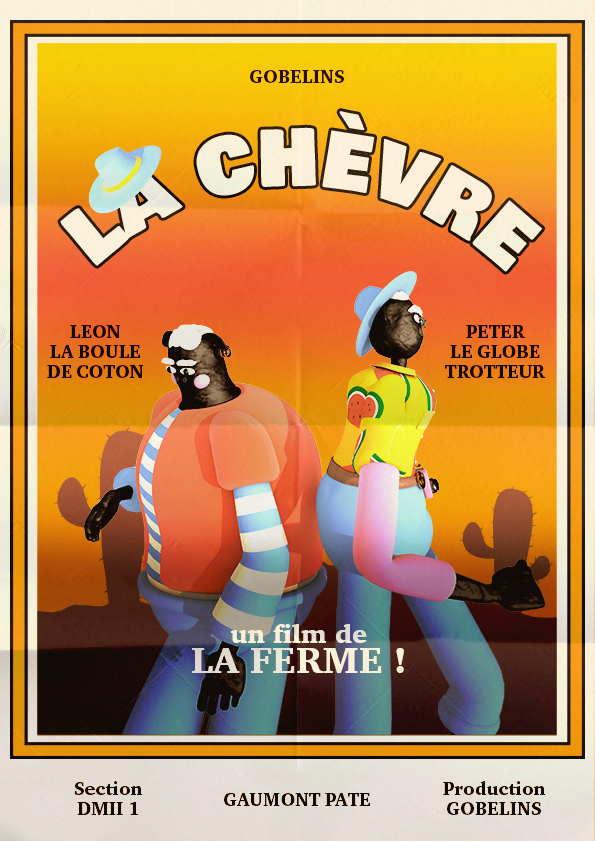 GOBELINS
LA CHÈVRE
LEON
LA BOULE
DE COTON
PETER
LE GLOBE
TROTTEUR
un film de
LA FERME !
Section
DMII 1
GAUMONT PATE
Production
GOBELINS